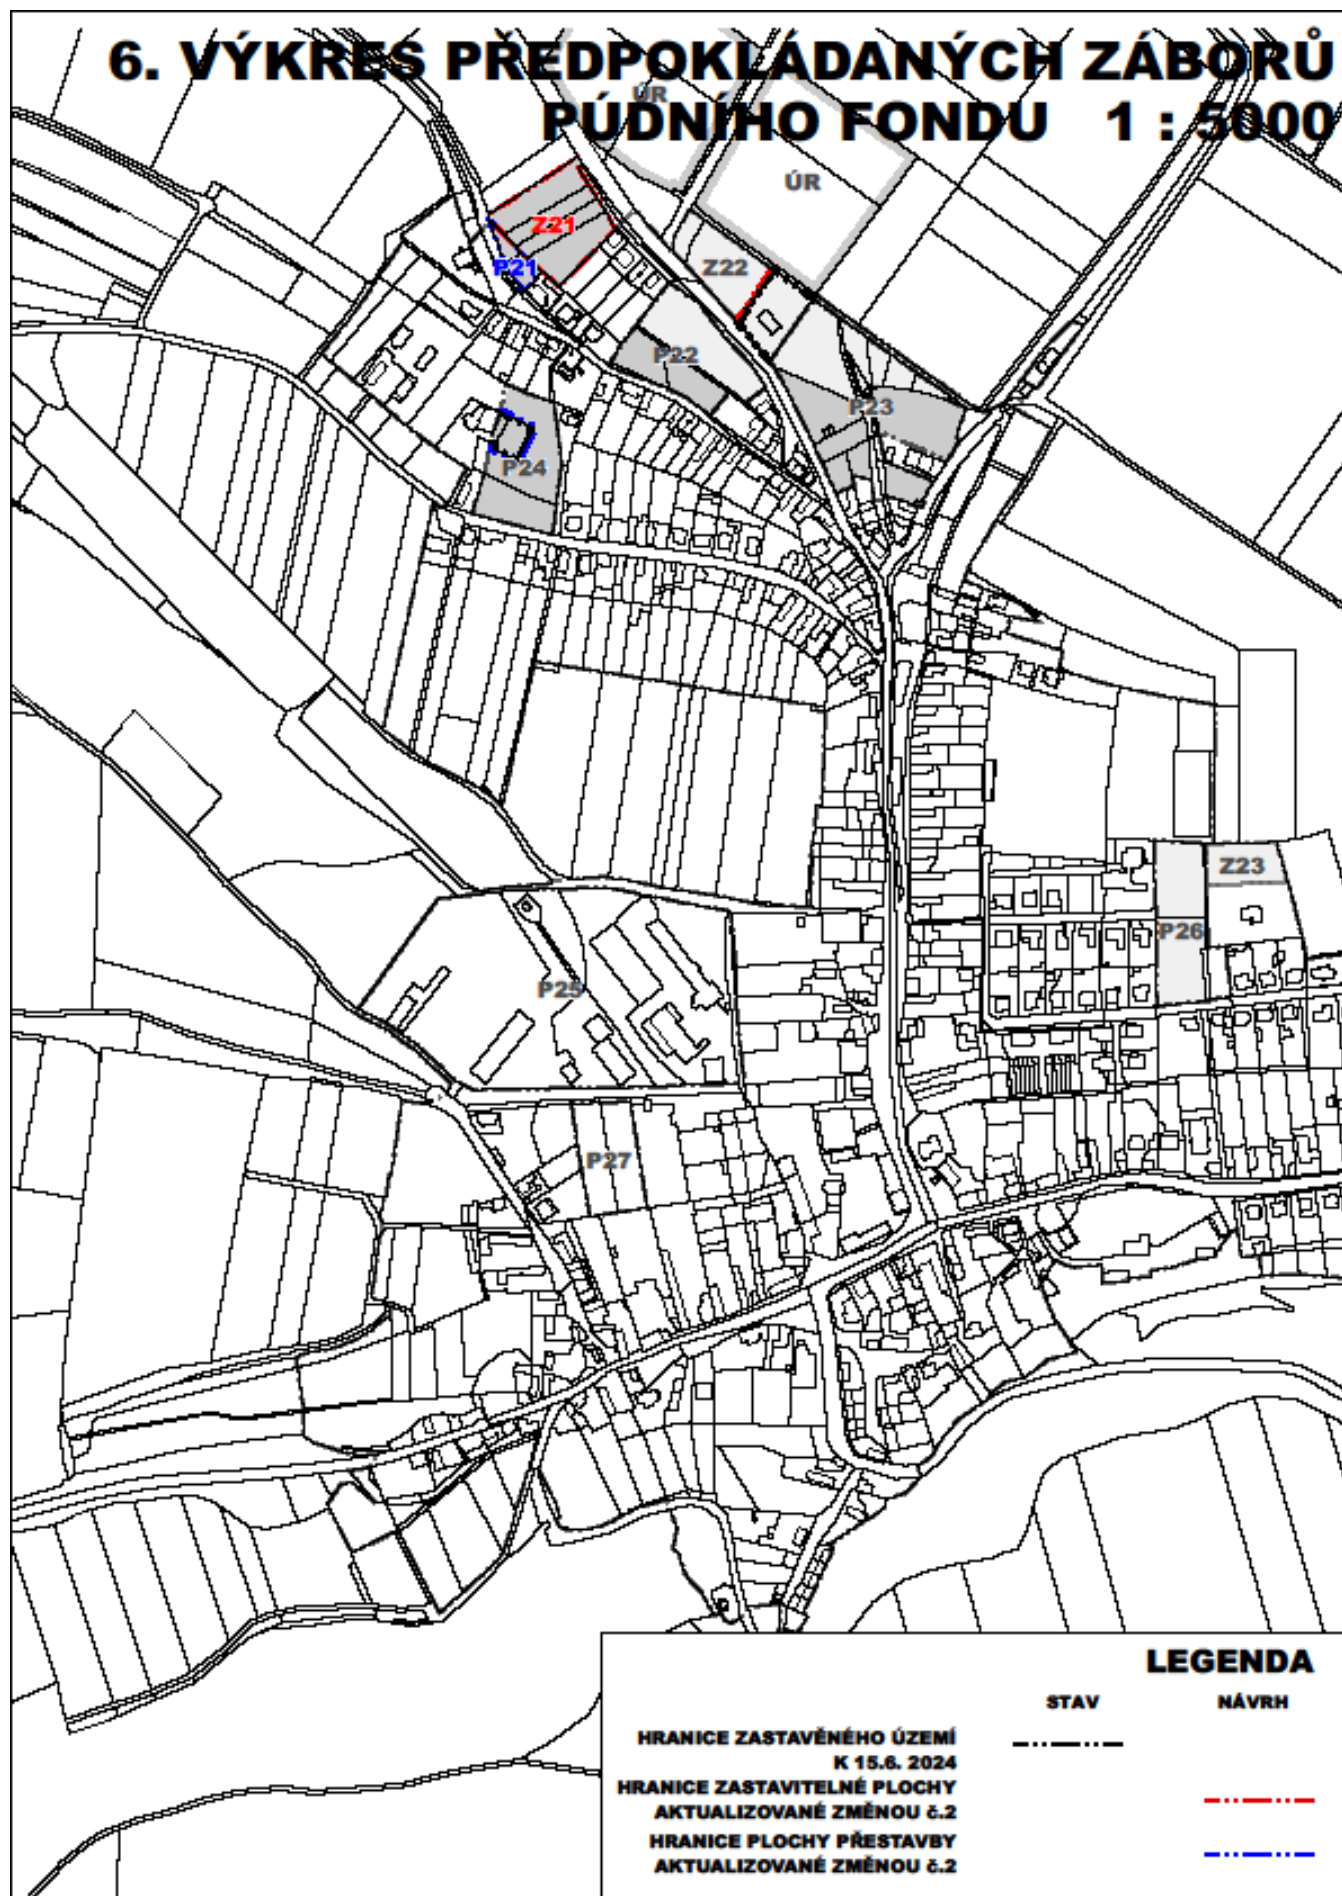 6. VÝKRES PŘEDPOKLÁDANÝCH ZÁBORŮ
PŮDNÍHO FONDU 1 : 5000
ÚR
ÚR
Z21
P21
Z22
P22
P23
P24
Z23
P26
P25
P27
LEGENDA
STAV NÁVRH
HRANICE ZASTAVĚNÉHO ÚZEMÍ
K 15.6. 2024
HRANICE ZASTAVITELNÉ PLOCHY
AKTUALIZOVANÉ ZMĚNOU č.2
HRANICE PLOCHY PŘESTAVBY
AKTUALIZOVANÉ ZMĚNOU č.2